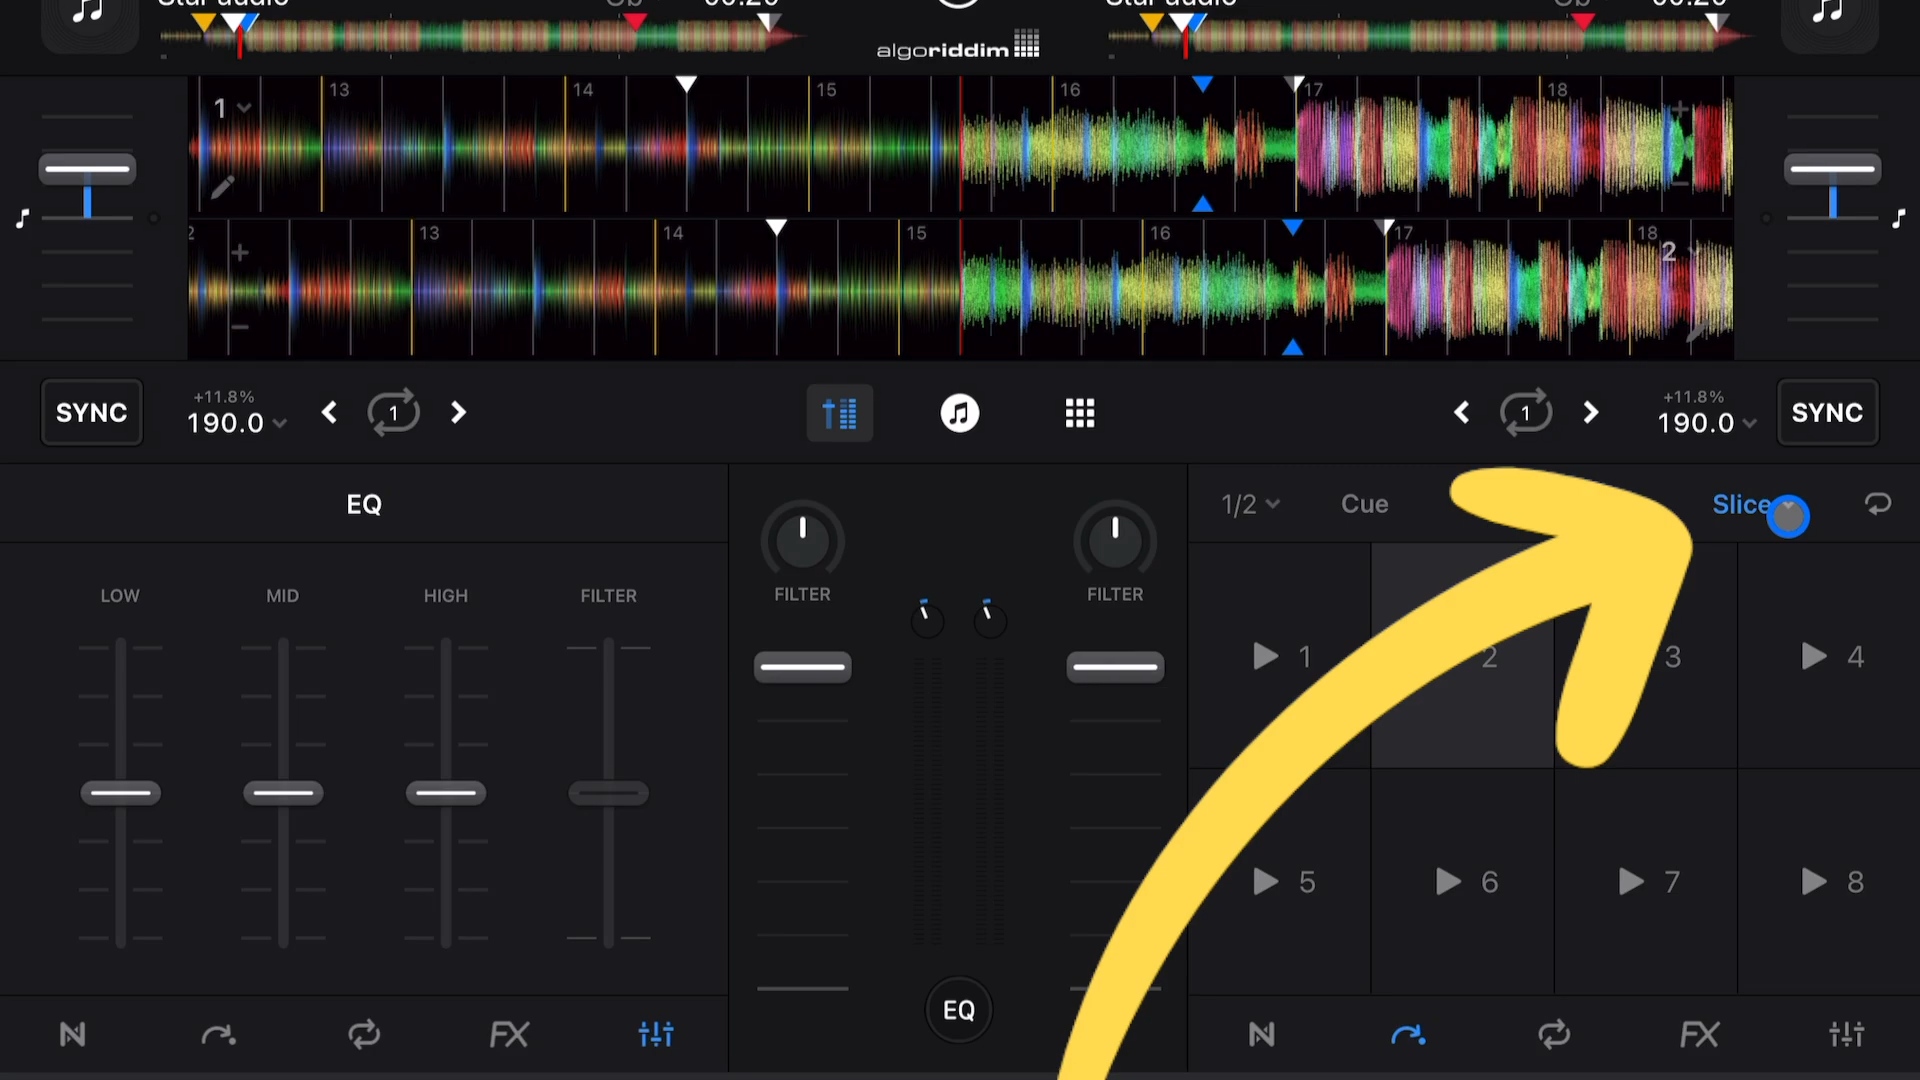 algoriddim
13 14 15 16 17 18
1
2 13 14 15 16 17 18
2
SYNC
+11.8%
190.0
1
1
+11.8%
190.0
SYNC
EQ
1/2 Cue Slice
LOW MID HIGH FILTER
FILTER FILTER
1 2 3 4
5 6 7 8
EQ
FX
FX